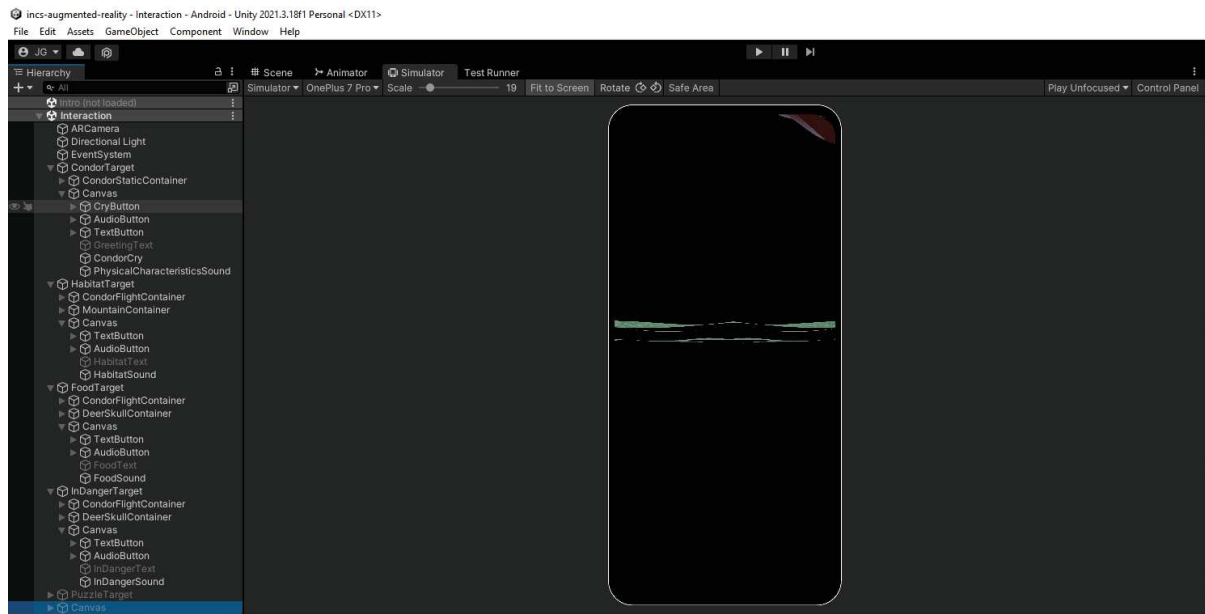 incs-augmented-reality - Interaction - Android - Unity 2021.3.18f1 Personal <DX11>
File Edit Assets GameObject Component Window Help
JG
Hierarchy
Scene Animator Simulator Test Runner
All
Simulator OnePlus 7 Pro Scale 19 Fit to Screen Rotate Safe Area Play Unfocused Control Panel
Intro (not loaded)
Interaction
ARCamera
Directional Light
EventSystem
CondorTarget
CondorStaticContainer
Canvas
CryButton
AudioButton
TextButton
GreetingText
CondorCry
PhysicalCharacteristicsSound
HabitatTarget
CondorFlightContainer
MountainContainer
Canvas
TextButton
AudioButton
HabitatText
HabitatSound
FoodTarget
CondorFlightContainer
DeerSkullContainer
Canvas
TextButton
AudioButton
FoodText
FoodSound
InDangerTarget
CondorFlightContainer
DeerSkullContainer
Canvas
TextButton
AudioButton
InDangerText
InDangerSound
PuzzleTarget
Canvas